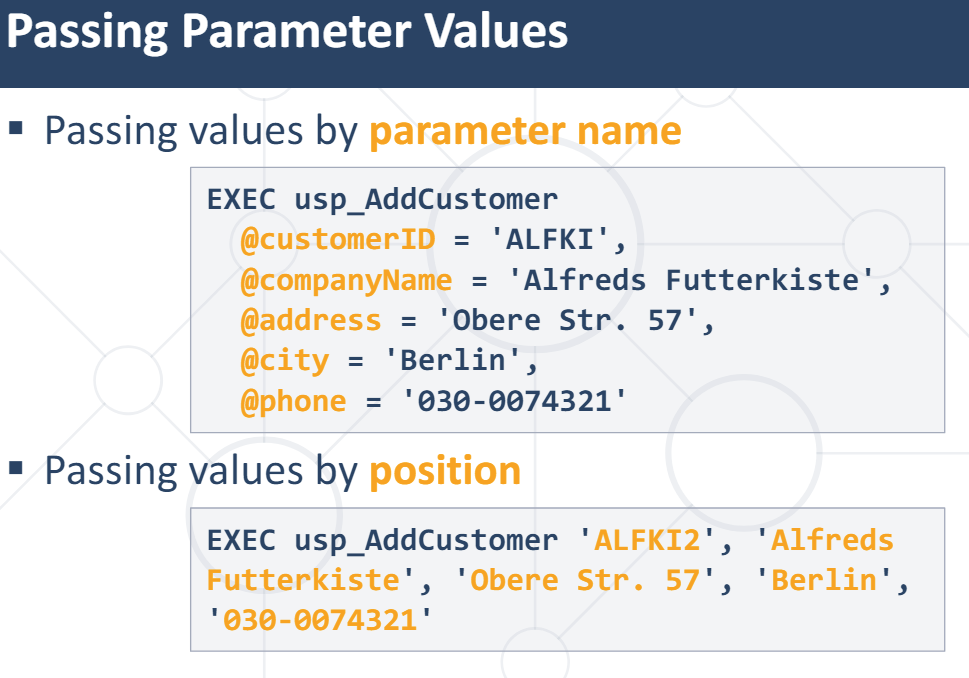 Passing Parameter Values
▪ Passing values by parameter name
EXEC usp_AddCustomer
@customerID = 'ALFKI',
@companyName = 'Alfreds Futterkiste',
@address = 'Obere Str. 57',
@city = 'Berlin',
@phone = '030-0074321'
▪ Passing values by position
EXEC usp_AddCustomer 'ALFKI2', 'Alfreds
Futterkiste', 'Obere Str. 57', 'Berlin',
'030-0074321'